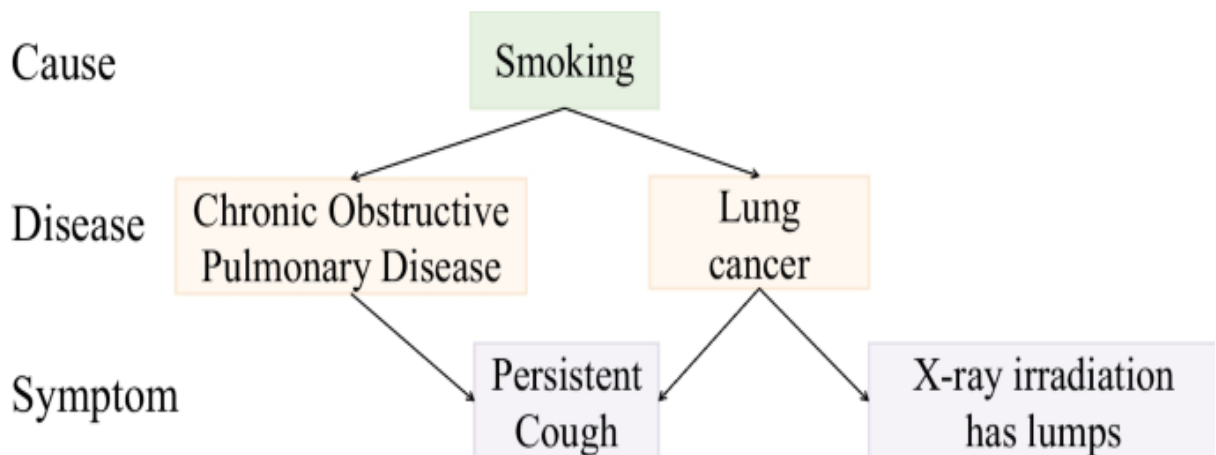 Cause
Smoking
Disease
Chronic Obstructive
Pulmonary Disease
Lung
cancer
Symptom
Persistent
Cough
X-ray irradiation
has lumps